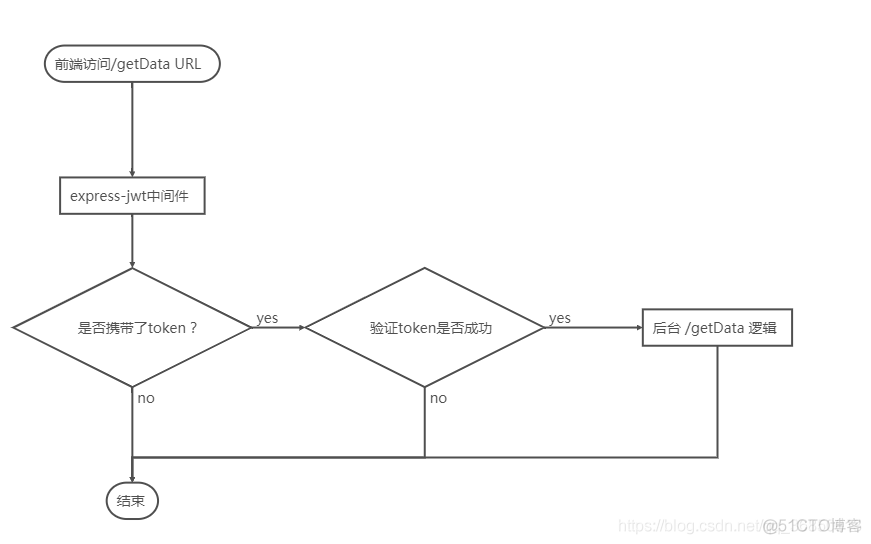 前端访问/getData URL
express-jwt中间件
是否携带了token？
yes
验证token是否成功
yes
后台 /getData 逻辑
no
no
结束
https://blog.csdn.net/
@51CTO博客